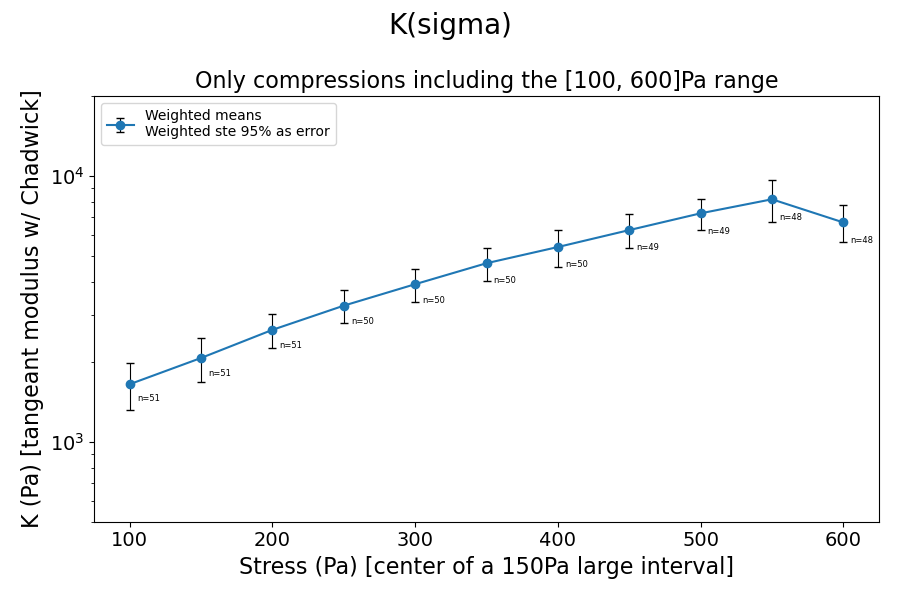 K(sigma)
Only compressions including the [100, 600]Pa range
Weighted means
Weighted ste 95% as error
K (Pa) [tangeant modulus w/ Chadwick]
10⁴
10³
n=51
n=51
n=51
n=50
n=50
n=50
n=50
n=49
n=49
n=48
n=48
100 200 300 400 500 600
Stress (Pa) [center of a 150Pa large interval]